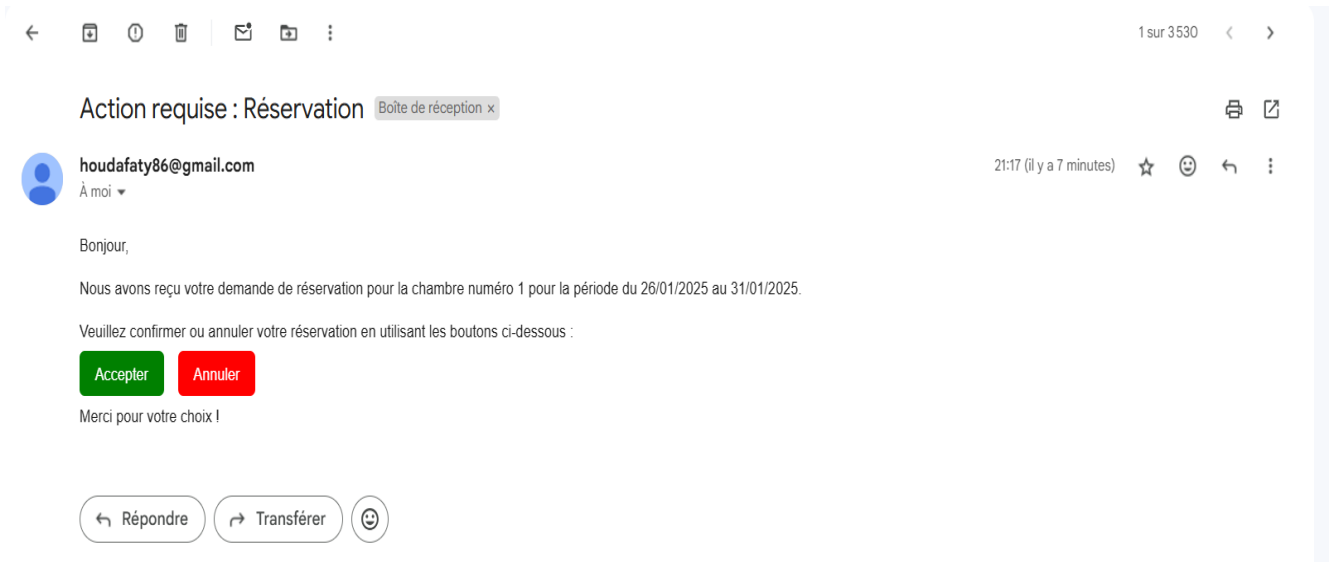 1 sur 3 530
Action requise : Réservation Boîte de réception ×
houdafaty86@gmail.com 21:17 (il y a 7 minutes)
À moi
Bonjour,
Nous avons reçu votre demande de réservation pour la chambre numéro 1 pour la période du 26/01/2025 au 31/01/2025.
Veuillez confirmer ou annuler votre réservation en utilisant les boutons ci-dessous :
Accepter Annuler
Merci pour votre choix !
Répondre Transférer